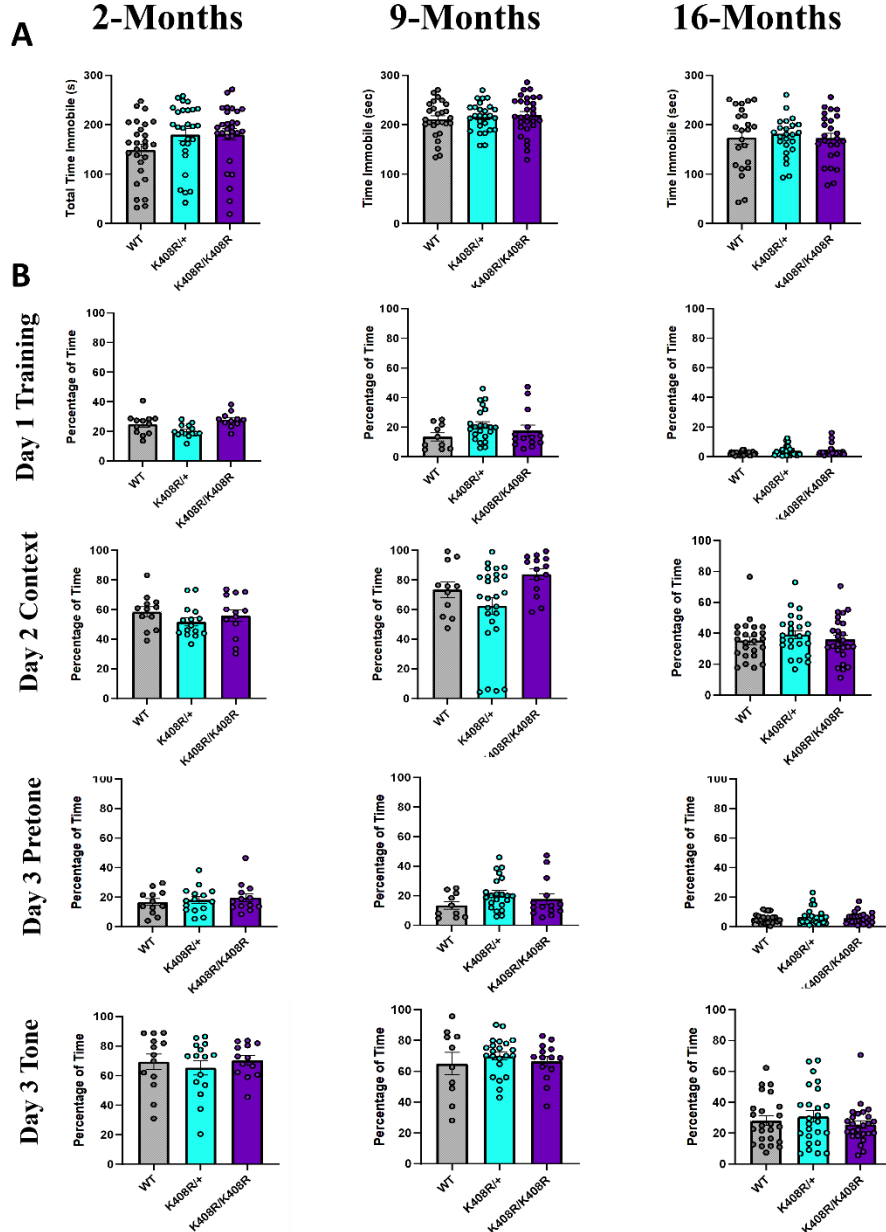 2-Months 9-Months 16-Months
A
Total Time Immobile (s)
300
200
100
0
WT
K408R/+
K408R/K408R
Time Immobile (sec)
300
200
100
0
WT
K408R/+
K408R/K408R
Time Immobile (sec)
300
200
100
0
WT
K408R/+
K408R/K408R
B
Day 1 Training
Percentage of Time
100
80
60
40
20
0
WT
K408R/+
K408R/K408R
Percentage of Time
100
80
60
40
20
0
WT
K408R/+
K408R/K408R
Percentage of Time
100
80
60
40
20
0
WT
K408R/+
K408R/K408R
Day 2 Context
Percentage of Time
100
80
60
40
20
0
WT
K408R/+
K408R/K408R
Percentage of Time
100
80
60
40
20
0
WT
K408R/+
K408R/K408R
Percentage of Time
100
80
60
40
20
0
WT
K408R/+
K408R/K408R
Day 3 Pretone
Percentage of Time
100
80
60
40
20
0
WT
K408R/+
K408R/K408R
Percentage of Time
100
80
60
40
20
0
WT
K408R/+
K408R/K408R
Percentage of Time
100
80
60
40
20
0
WT
K408R/+
K408R/K408R
Day 3 Tone
Percentage of Time
100
80
60
40
20
0
WT
K408R/+
K408R/K408R
Percentage of Time
100
80
60
40
20
0
WT
K408R/+
K408R/K408R
Percentage of Time
100
80
60
40
20
0
WT
K408R/+
K408R/K408R